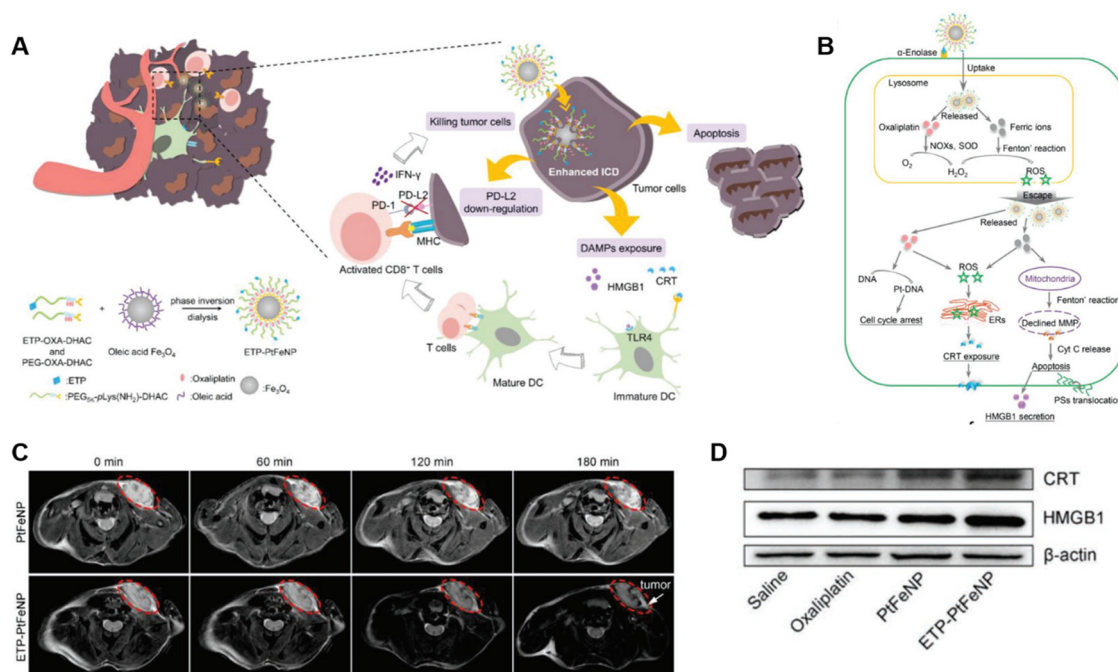 A
Killing tumor cells
IFN-γ
PD-L2
PD-1
MHC
Activated CD8⁺ T cells
PD-L2
down-regulation
Enhanced ICD
Tumor cells
Apoptosis
DAMPs exposure
HMGB1
CRT
TLR4
T cells
Mature DC
Immature DC
ETP-OXA-DHAC
and
PEG-OXA-DHAC
+
Oleic acid Fe₃O₄
phase inversion
dialysis
ETP-PtFeNP
:ETP
:Oxaliplatin
:Fe₃O₄
:PEG₅ₖ-pLys(NH₂)-DHAC
:Oleic acid
B
α-Enolase
Uptake
Lysosome
Released
Oxaliplatin
Ferric ions
NOXs, SOD
Fenton' reaction
O₂
H₂O₂
ROS
Escape
Released
DNA
Pt-DNA
Cell cycle arrest
ROS
ERs
CRT exposure
Mitochondria
Fenton' reaction
Declined MMP
Cyt C release
Apoptosis
PSs translocation
HMGB1 secretion
C
0 min
60 min
120 min
180 min
PtFeNP
ETP-PtFeNP
tumor
D
CRT
HMGB1
β-actin
Saline
Oxaliplatin
PtFeNP
ETP-PtFeNP